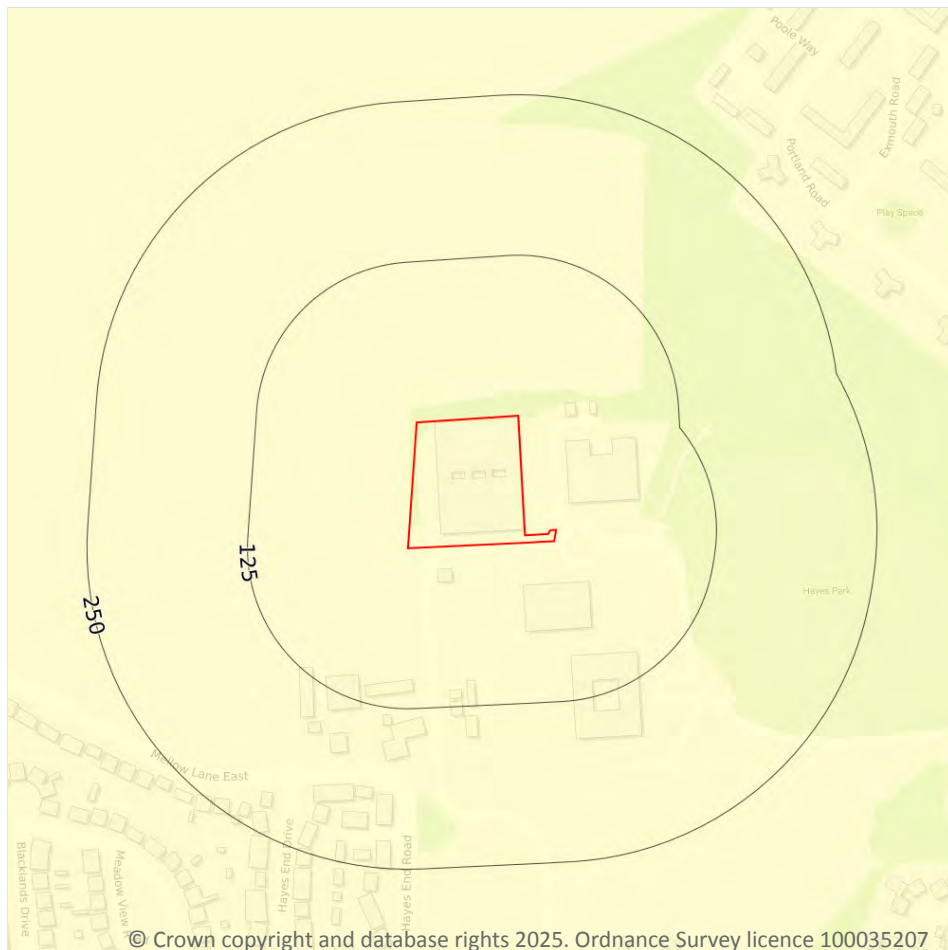 Poole Way
Exmouth Road
Portland Road
Play Space
125
250
Hayes Park
Mellow Lane East
Hayes End Drive
Hayes End Road
Blacklands Drive
Meadow View
© Crown copyright and database rights 2025. Ordnance Survey licence 100035207